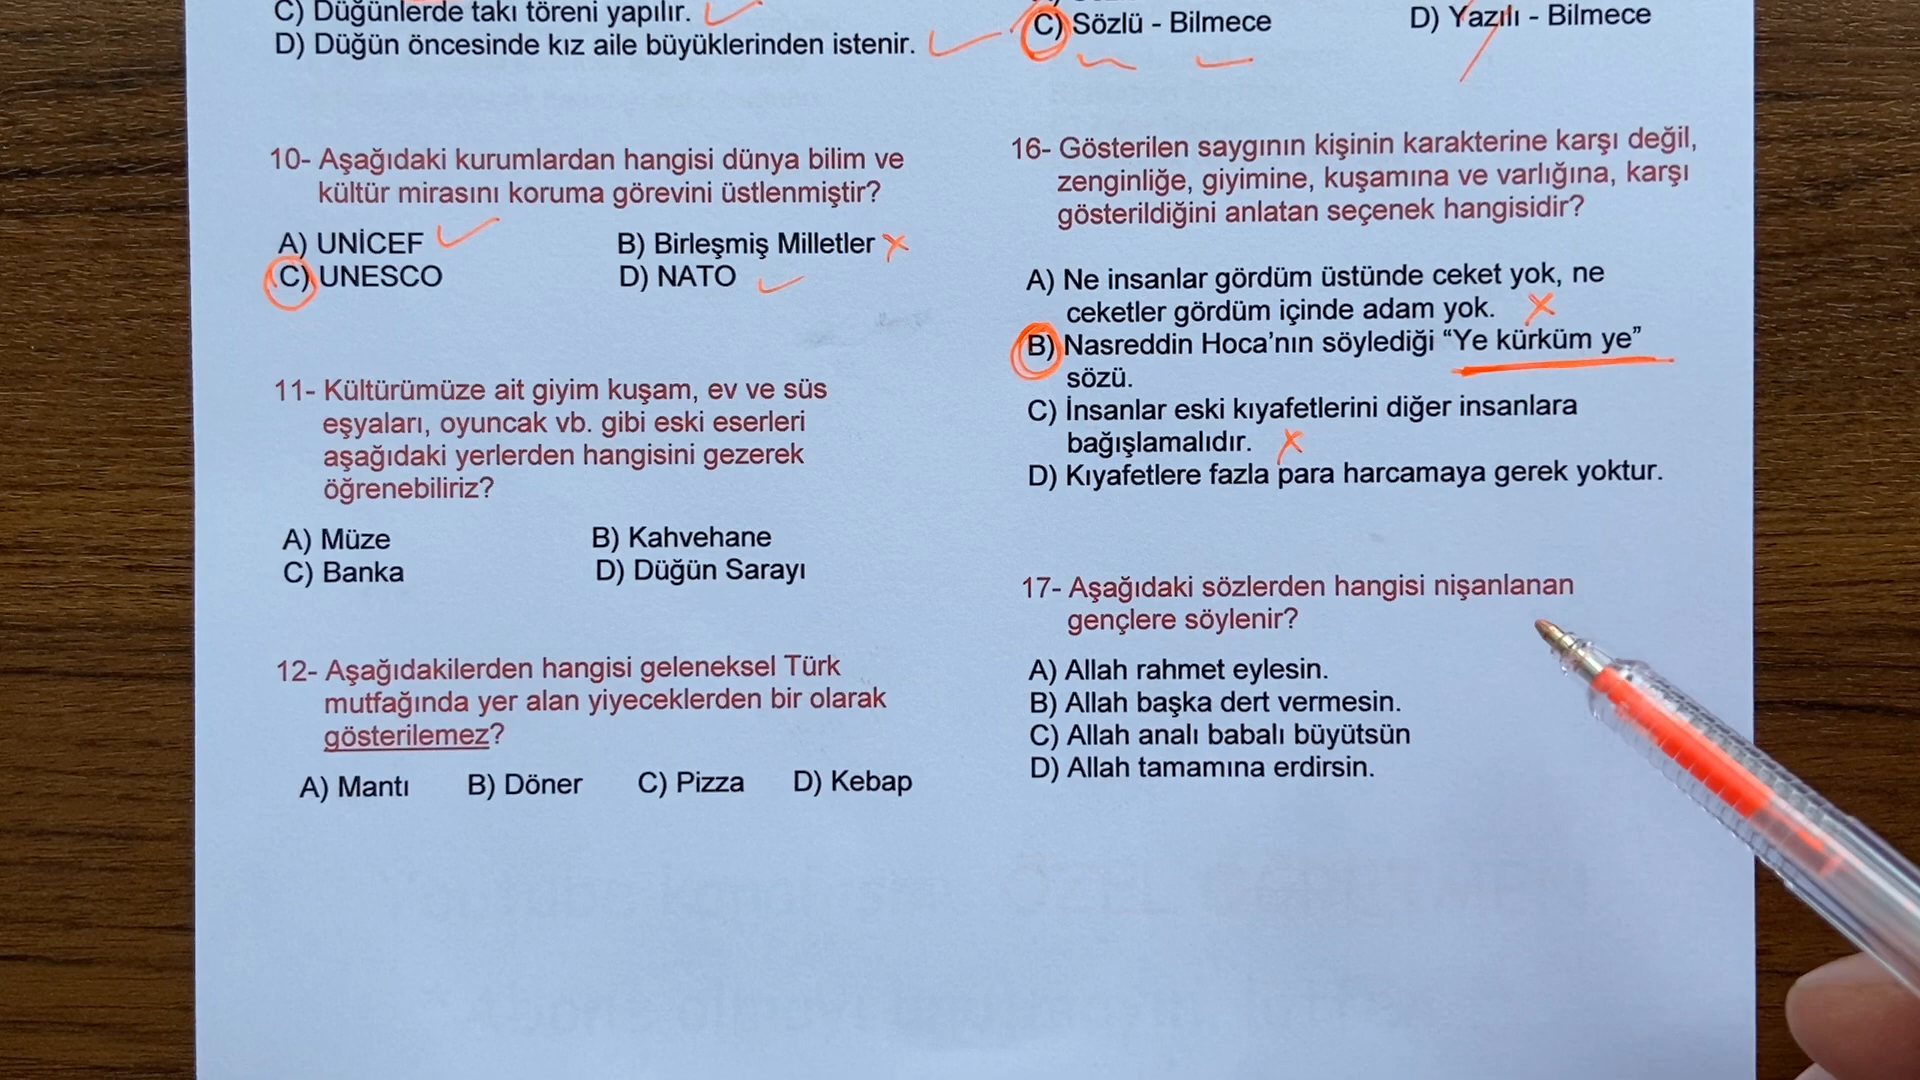 C) Düğünlerde takı töreni yapılır.
D) Düğün öncesinde kız aile büyüklerinden istenir.
10- Aşağıdaki kurumlardan hangisi dünya bilim ve
kültür mirasını koruma görevini üstlenmiştir?
A) UNİCEF B) Birleşmiş Milletler
C) UNESCO D) NATO
11- Kültürümüze ait giyim kuşam, ev ve süs
eşyaları, oyuncak vb. gibi eski eserleri
aşağıdaki yerlerden hangisini gezerek
öğrenebiliriz?
A) Müze B) Kahvehane
C) Banka D) Düğün Sarayı
12- Aşağıdakilerden hangisi geleneksel Türk
mutfağında yer alan yiyeceklerden bir olarak
gösterilemez?
A) Mantı B) Döner C) Pizza D) Kebap
C) Sözlü - Bilmece D) Yazılı - Bilmece
16- Gösterilen saygının kişinin karakterine karşı değil,
zenginliğe, giyimine, kuşamına ve varlığına, karşı
gösterildiğini anlatan seçenek hangisidir?
A) Ne insanlar gördüm üstünde ceket yok, ne
ceketler gördüm içinde adam yok.
B) Nasreddin Hoca’nın söylediği “Ye kürküm ye”
sözü.
C) İnsanlar eski kıyafetlerini diğer insanlara
bağışlamalıdır.
D) Kıyafetlere fazla para harcamaya gerek yoktur.
17- Aşağıdaki sözlerden hangisi nişanlanan
gençlere söylenir?
A) Allah rahmet eylesin.
B) Allah başka dert vermesin.
C) Allah analı babalı büyütsün
D) Allah tamamına erdirsin.